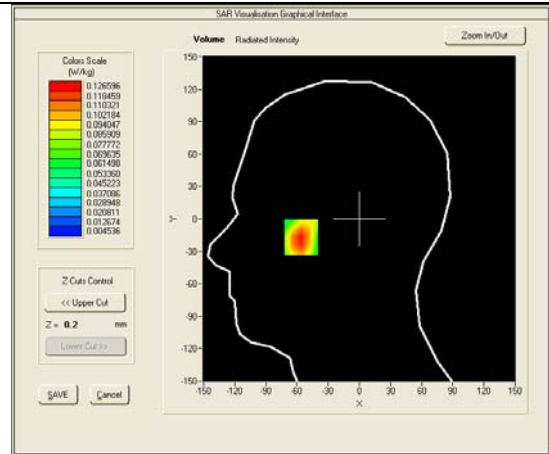 SAR Visualisation Graphical Interface
Volume Radiated Intensity
Zoom In/Out
Colors Scale
(W/kg)
0.126596
0.118459
0.110321
0.102184
0.094047
0.085909
0.077772
0.069635
0.061498
0.053360
0.045223
0.037086
0.028948
0.020811
0.012674
0.004536
Z Cuts Control
<< Upper Cut
Z = 0.2 mm
Lower Cut >>
SAVE Cancel
150
120
90
60
30
0
-30
-60
-90
-120
-150
Y
-150 -120 -90 -60 -30 0 30 60 90 120 150
X